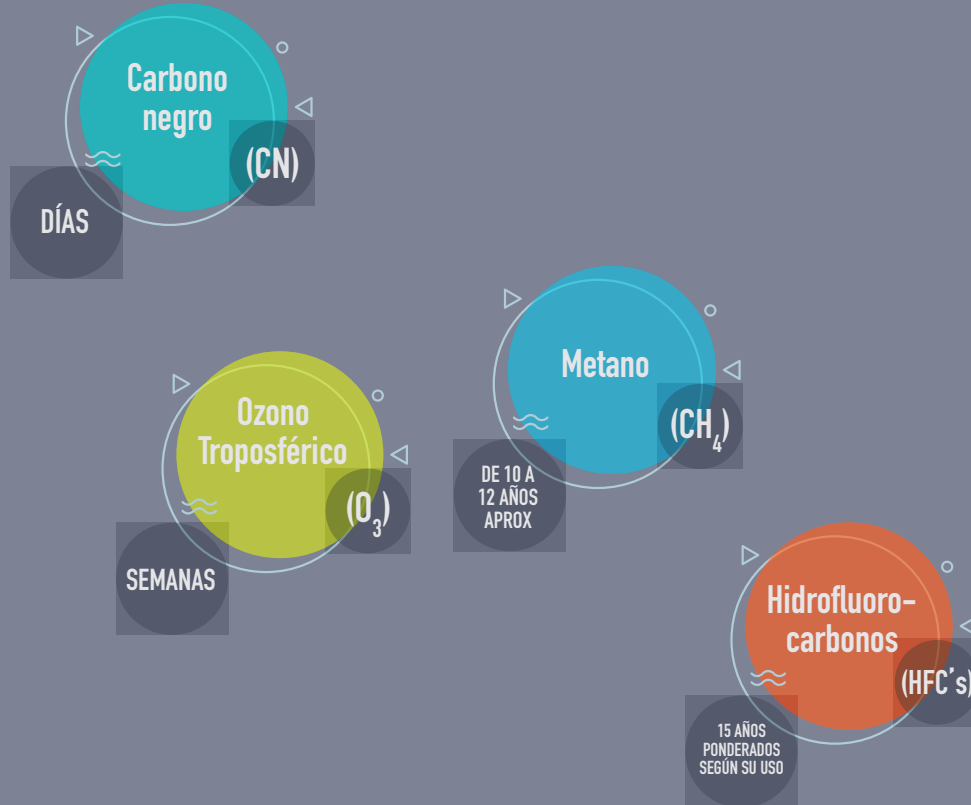 Carbono
negro
(CN)
DÍAS
Metano
(CH₄)
DE 10 A
12 AÑOS
APROX
Ozono
Troposférico
(O₃)
SEMANAS
Hidrofluoro-
carbonos
(HFC's)
15 AÑOS
PONDERADOS
SEGÚN SU USO